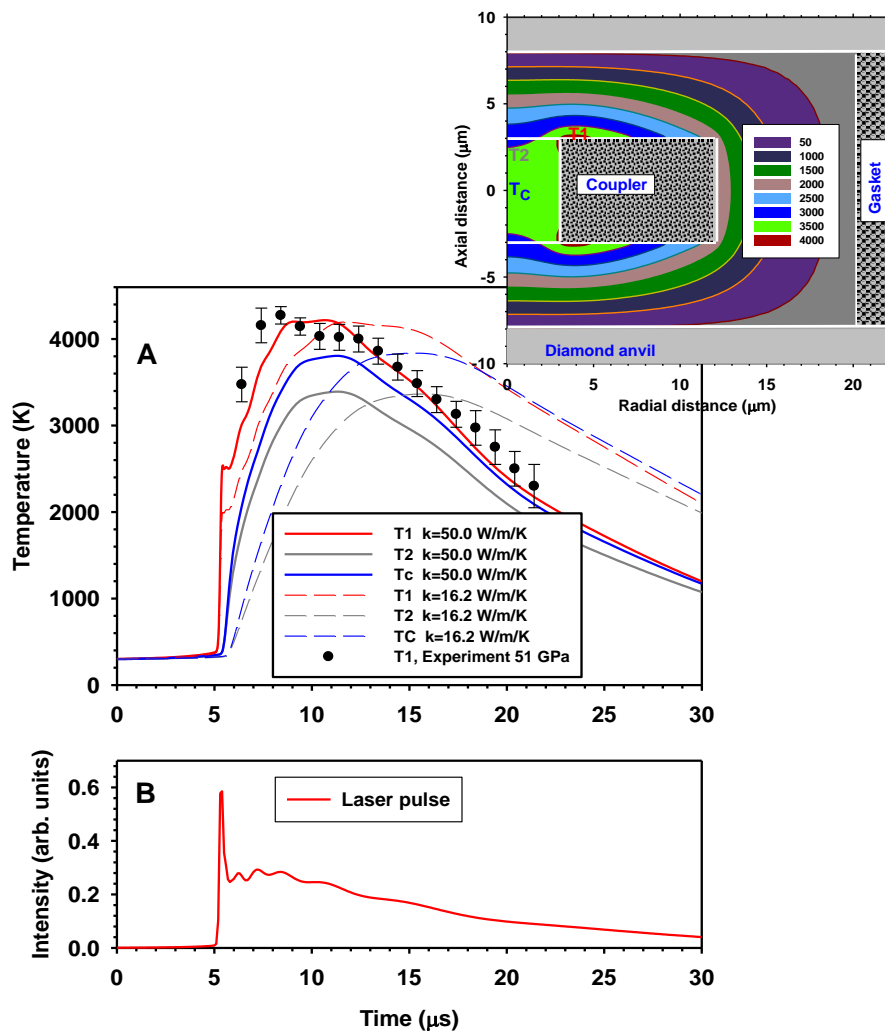 10
5
0
-5
-10
Axial distance (μm)
T1
T2
TC
Coupler
50
1000
1500
2000
2500
3000
3500
4000
Gasket
Diamond anvil
0 5 10 15 20
Radial distance (μm)
A
4000
3000
2000
1000
0
Temperature (K)
T1 k=50.0 W/m/K
T2 k=50.0 W/m/K
Tc k=50.0 W/m/K
T1 k=16.2 W/m/K
T2 k=16.2 W/m/K
TC k=16.2 W/m/K
T1, Experiment 51 GPa
0 5 10 15 20 25 30
B
0.6
0.4
0.2
0.0
Intensity (arb. units)
Laser pulse
0 5 10 15 20 25 30
Time (μs)